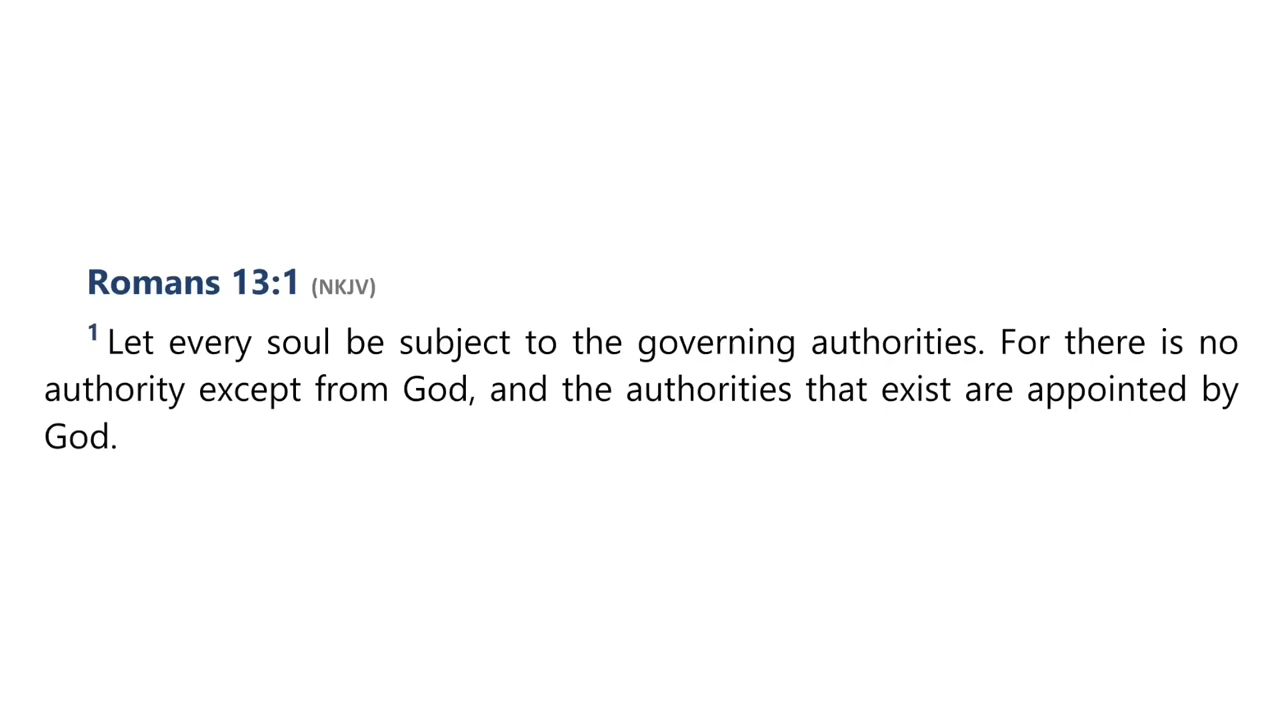 Romans 13:1 (NKJV)
1 Let every soul be subject to the governing authorities. For there is no
authority except from God, and the authorities that exist are appointed by
God.